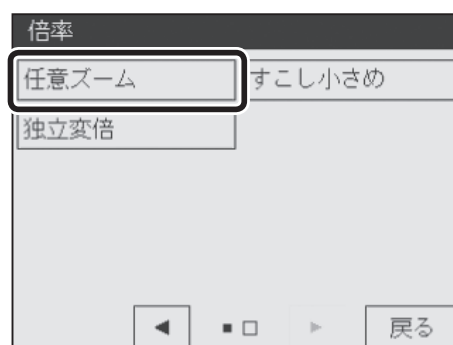 倍率
任意ズーム すこし小さめ
独立変倍
◀ ■ □ ▶ 戻る